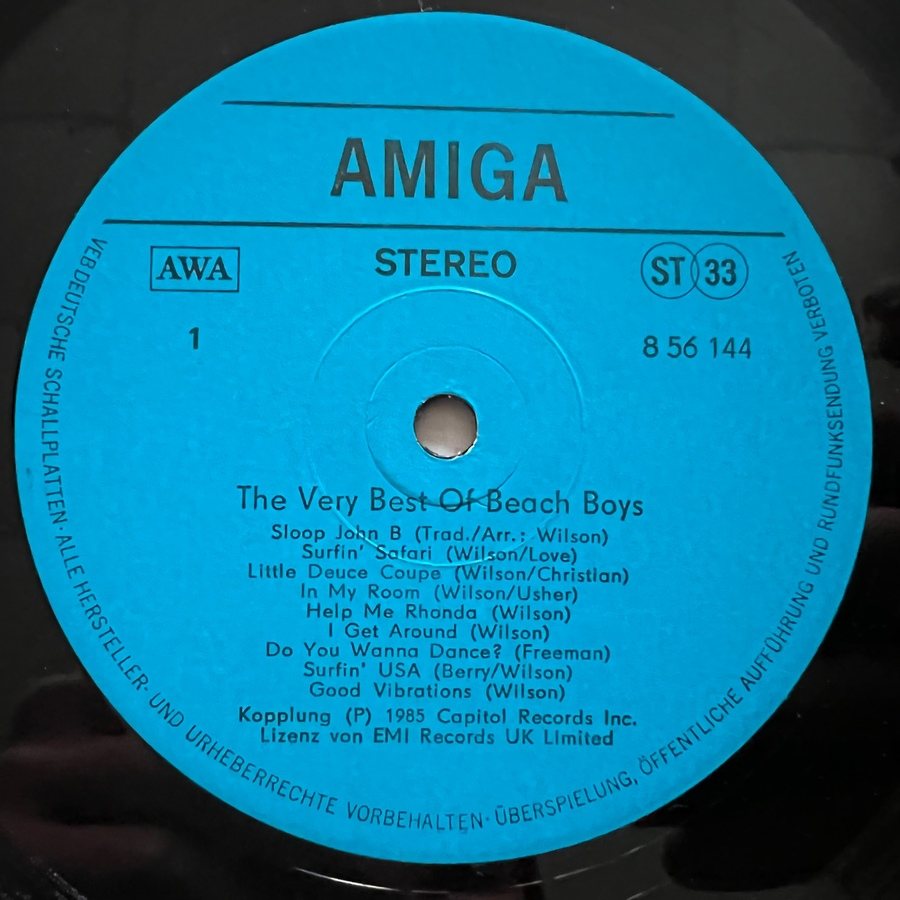 AMIGA
AWA
STEREO
ST 33
1
8 56 144
The Very Best Of Beach Boys
Sloop John B (Trad./Arr.: Wilson)
Surfin' Safari (Wilson/Love)
Little Deuce Coupe (Wilson/Christian)
In My Room (Wilson/Usher)
Help Me Rhonda (Wilson)
I Get Around (Wilson)
Do You Wanna Dance? (Freeman)
Surfin' USA (Berry/Wilson)
Good Vibrations (Wilson)
Kopplung (P) 1985 Capitol Records Inc.
Lizenz von EMI Records UK Limited
VEB DEUTSCHE SCHALLPLATTEN · ALLE HERSTELLER- UND URHEBERRECHTE VORBEHALTEN · ÜBERSPIELUNG, ÖFFENTLICHE AUFFÜHRUNG UND RUNDFUNKSENDUNG VERBOTEN